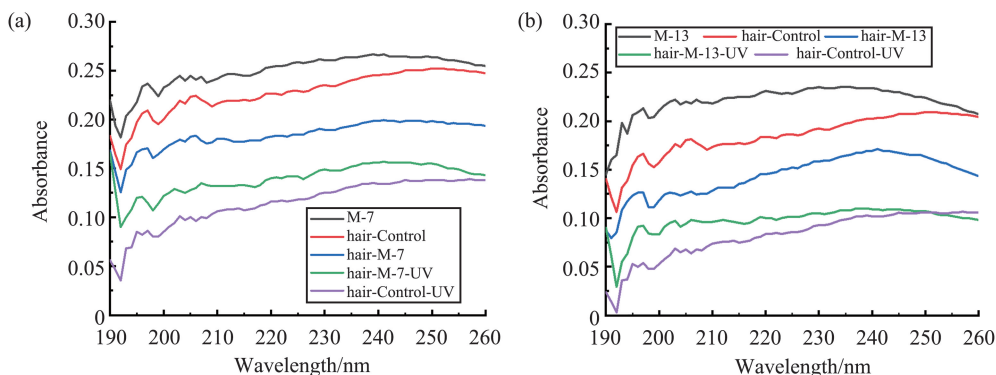 (a)
0.30
0.25
0.20
0.15
0.10
0.05
0
Absorbance
M-7
hair-Control
hair-M-7
hair-M-7-UV
hair-Control-UV
190 200 210 220 230 240 250 260
Wavelength/nm
(b)
0.30
0.25
0.20
0.15
0.10
0.05
0
Absorbance
M-13 hair-Control hair-M-13
hair-M-13-UV hair-Control-UV
190 200 210 220 230 240 250 260
Wavelength/nm